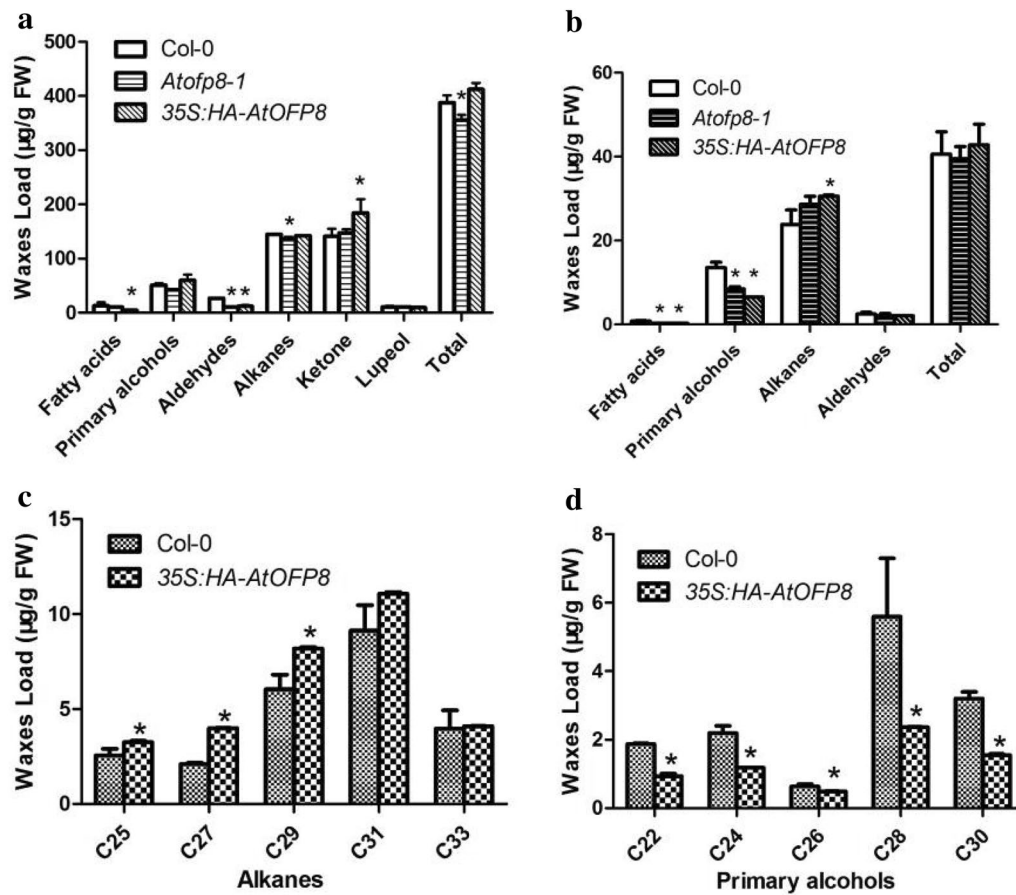 a
Waxes Load (µg/g FW)
500
400
300
200
100
0
Col-0
Atofp8-1
35S:HA-AtOFP8
*
* *
*
*
*
Fatty acids
Primary alcohols
Aldehydes
Alkanes
Ketone
Lupeol
Total
b
Waxes Load (µg/g FW)
60
40
20
0
Col-0
Atofp8-1
35S:HA-AtOFP8
* *
* *
*
Fatty acids
Primary alcohols
Alkanes
Aldehydes
Total
c
Waxes Load (µg/g FW)
15
10
5
0
Col-0
35S:HA-AtOFP8
*
*
*
C25
C27
C29
C31
C33
Alkanes
d
Waxes Load (µg/g FW)
8
6
4
2
0
Col-0
35S:HA-AtOFP8
*
*
*
*
*
C22
C24
C26
C28
C30
Primary alcohols